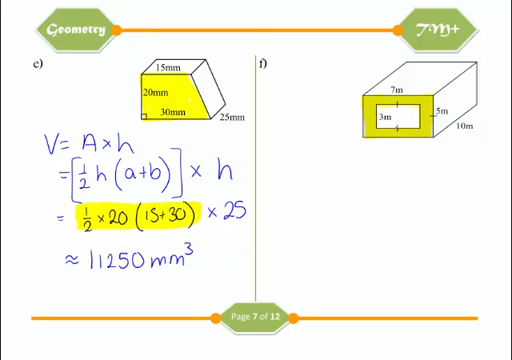 Geometry
7M+
e)
15mm
20mm
30mm
25mm
V= A×h
= [½ h (a+b)] × h
= ½ × 20 (15+30) × 25
≈ 11250 mm³
f)
7m
3m
5m
10m
Page 7 of 12